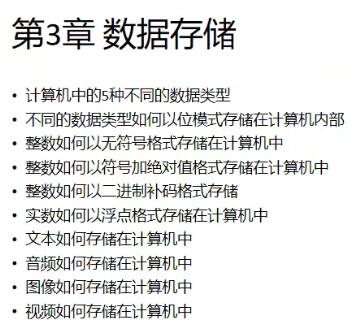 第3章 数据存储
• 计算机中的5种不同的数据类型
• 不同的数据类型如何以位模式存储在计算机内部
• 整数如何以无符号格式存储在计算机中
• 整数如何以符号加绝对值格式存储在计算机中
• 整数如何以二进制补码格式存储
• 实数如何以浮点格式存储在计算机中
• 文本如何存储在计算机中
• 音频如何存储在计算机中
• 图像如何存储在计算机中
• 视频如何存储在计算机中